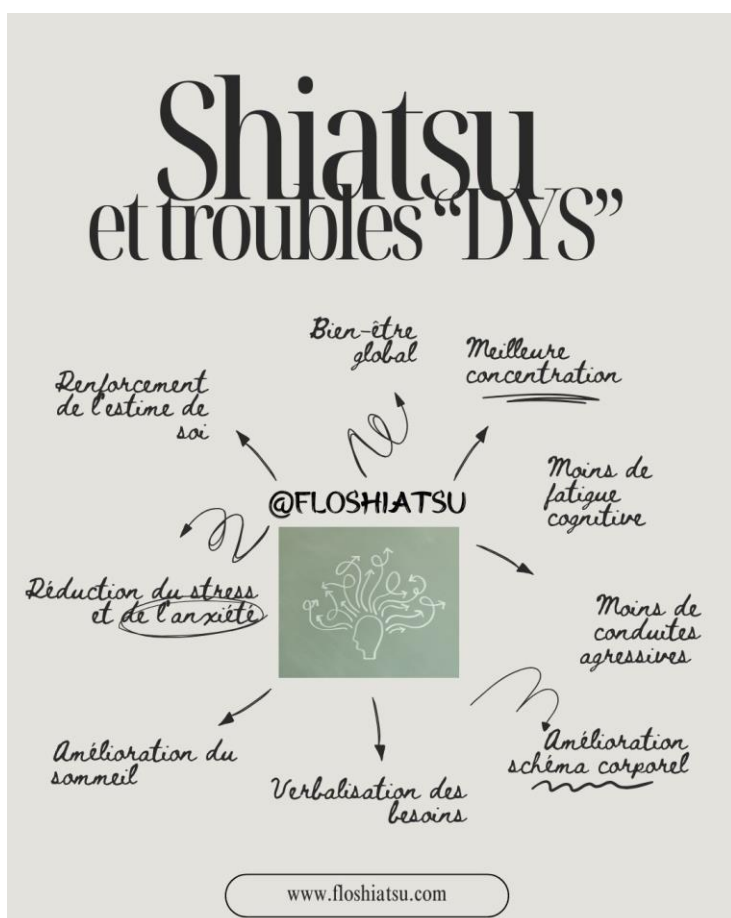 Shiatsu
et troubles “DYS”
Bien-être
global
Meilleure
concentration
Renforcement
de l'estime de
soi
@FLOSHIATSU
Moins de
fatigue
cognitive
Réduction du stress
et de l'anxiété
Moins de
conduites
agressives
Amélioration du
sommeil
Verbalisation des
besoins
Amélioration
schéma corporel
www.floshiatsu.com